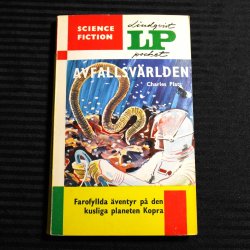 SCIENCE
FICTION
Lindqvist
LP
pocket
AVFALLSVÄRLDEN
Charles Platt
Farofyllda äventyr på den
kusliga planeten Kopra